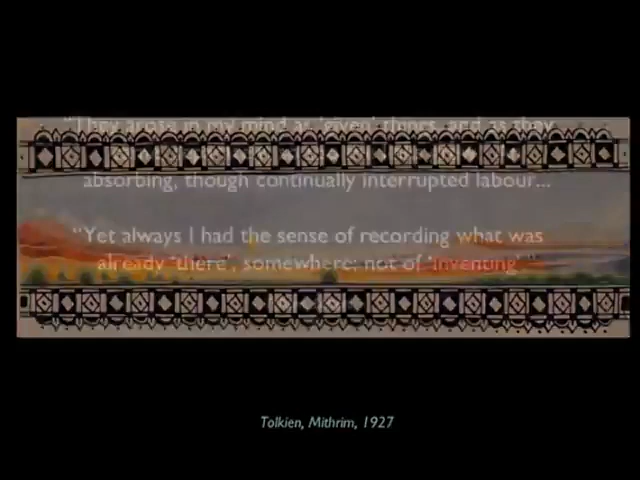 "They arose in my mind as 'given' things, and as they
absorbing, though continually interrupted labour...
"Yet always I had the sense of recording what was
already 'there', somewhere: not of 'inventing'."
Tolkien, Mithrim, 1927